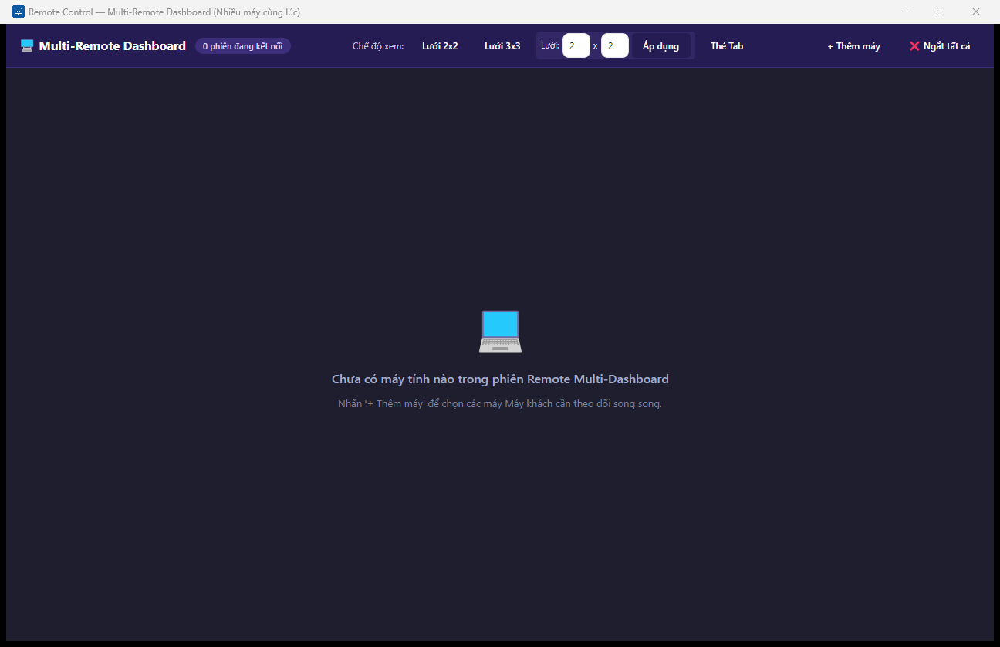 Remote Control — Multi-Remote Dashboard (Nhiều máy cùng lúc)
Multi-Remote Dashboard 0 phiên đang kết nối Chế độ xem: Lưới 2x2 Lưới 3x3 Lưới: 2 x 2 Áp dụng Thẻ Tab + Thêm máy Ngắt tất cả
Chưa có máy tính nào trong phiên Remote Multi-Dashboard
Nhấn '+ Thêm máy' để chọn các máy Máy khách cần theo dõi song song.